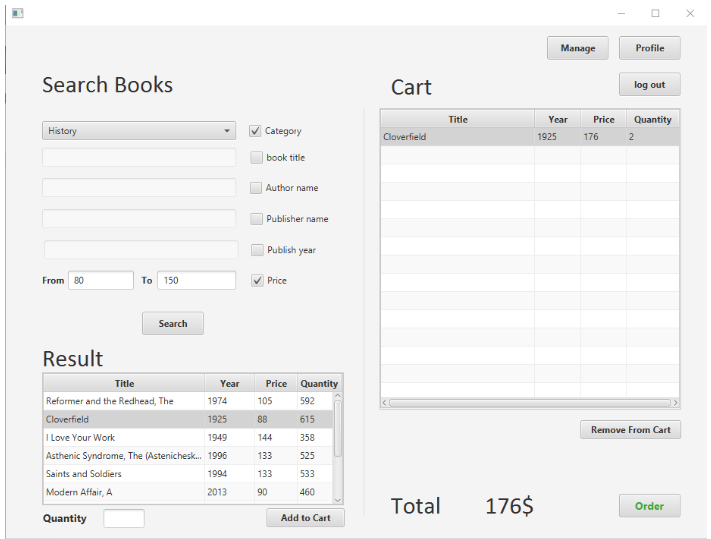 Manage Profile
Search Books
Cart
log out
History
Category
book title
Author name
Publisher name
Publish year
From 80 To 150 Price
Search
Title Year Price Quantity
Cloverfield 1925 176 2
Result
Title Year Price Quantity
Reformer and the Redhead, The 1974 105 592
Cloverfield 1925 88 615
I Love Your Work 1949 144 358
Asthenic Syndrome, The (Astenichesk... 1996 133 525
Saints and Soldiers 1994 133 533
Modern Affair, A 2013 90 460
Quantity Add to Cart
Remove From Cart
Total 176$ Order